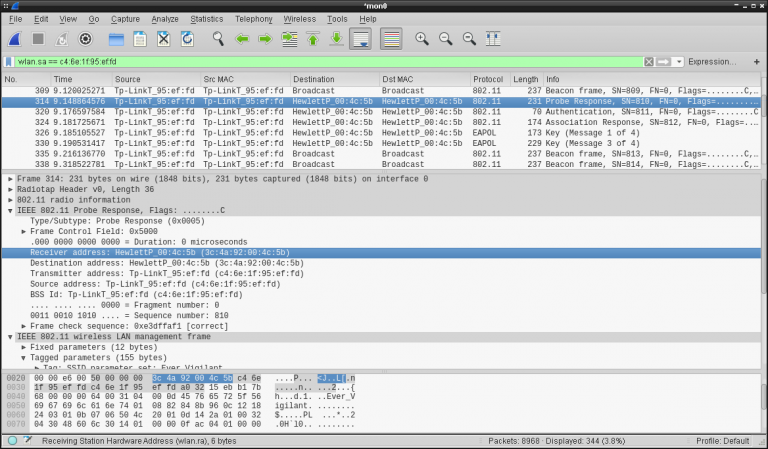 *mon0
File Edit View Go Capture Analyze Statistics Telephony Wireless Tools Help
wlan.sa == c4:6e:1f:95:ef:fd Expression... +
No. Time Source Src MAC Destination Dst MAC Protocol Length Info
309 9.120025271 Tp-LinkT_95:ef:fd Tp-LinkT_95:ef:fd Broadcast Broadcast 802.11 237 Beacon frame, SN=809, FN=0, Flags=........C,…
314 9.148864576 Tp-LinkT_95:ef:fd Tp-LinkT_95:ef:fd HewlettP_00:4c:5b HewlettP_00:4c:5b 802.11 231 Probe Response, SN=810, FN=0, Flags=.......…
320 9.176597584 Tp-LinkT_95:ef:fd Tp-LinkT_95:ef:fd HewlettP_00:4c:5b HewlettP_00:4c:5b 802.11 70 Authentication, SN=811, FN=0, Flags=........C
324 9.181725671 Tp-LinkT_95:ef:fd Tp-LinkT_95:ef:fd HewlettP_00:4c:5b HewlettP_00:4c:5b 802.11 174 Association Response, SN=812, FN=0, Flags=..…
326 9.185105527 Tp-LinkT_95:ef:fd Tp-LinkT_95:ef:fd HewlettP_00:4c:5b HewlettP_00:4c:5b EAPOL 173 Key (Message 1 of 4)
330 9.190531417 Tp-LinkT_95:ef:fd Tp-LinkT_95:ef:fd HewlettP_00:4c:5b HewlettP_00:4c:5b EAPOL 229 Key (Message 3 of 4)
335 9.216136770 Tp-LinkT_95:ef:fd Tp-LinkT_95:ef:fd Broadcast Broadcast 802.11 237 Beacon frame, SN=813, FN=0, Flags=........C,…
338 9.318522781 Tp-LinkT_95:ef:fd Tp-LinkT_95:ef:fd Broadcast Broadcast 802.11 237 Beacon frame, SN=814, FN=0, Flags=........C,…
Frame 314: 231 bytes on wire (1848 bits), 231 bytes captured (1848 bits) on interface 0
Radiotap Header v0, Length 36
802.11 radio information
IEEE 802.11 Probe Response, Flags: ........C
Type/Subtype: Probe Response (0x0005)
Frame Control Field: 0x5000
.000 0000 0000 0000 = Duration: 0 microseconds
Receiver address: HewlettP_00:4c:5b (3c:4a:92:00:4c:5b)
Destination address: HewlettP_00:4c:5b (3c:4a:92:00:4c:5b)
Transmitter address: Tp-LinkT_95:ef:fd (c4:6e:1f:95:ef:fd)
Source address: Tp-LinkT_95:ef:fd (c4:6e:1f:95:ef:fd)
BSS Id: Tp-LinkT_95:ef:fd (c4:6e:1f:95:ef:fd)
.... .... .... 0000 = Fragment number: 0
0011 0010 1010 .... = Sequence number: 810
Frame check sequence: 0xe3dffaf1 [correct]
IEEE 802.11 wireless LAN management frame
Fixed parameters (12 bytes)
Tagged parameters (155 bytes)
Tag: SSID parameter set: Ever_Vigilant
0020 00 00 e6 00 50 00 00 00 3c 4a 92 00 4c 5b c4 6e ....P... <J..L[.n
0030 1f 95 ef fd c4 6e 1f 95 ef fd a0 32 15 eb b1 7b .....n.. ...2...{
0040 68 00 00 00 64 00 31 04 00 0d 45 76 65 72 5f 56 h...d.1. ..Ever_V
0050 69 67 69 6c 61 6e 74 01 08 82 84 8b 96 0c 12 18 igilant. ........
0060 24 03 01 0b 07 06 50 4c 20 01 0d 14 2a 01 00 32 $.....PL ...*..2
0070 04 30 48 60 6c 30 14 01 00 00 0f ac 04 01 00 00 .0H`l0.. ........
Receiving Station Hardware Address (wlan.ra), 6 bytes Packets: 8968 · Displayed: 344 (3.8%) Profile: Default